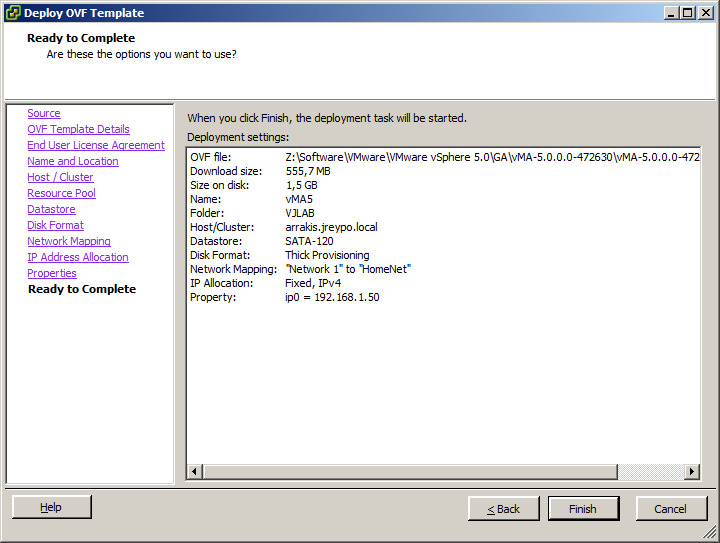 Deploy OVF Template
Ready to Complete
Are these the options you want to use?
Source
OVF Template Details
End User License Agreement
Name and Location
Host / Cluster
Resource Pool
Datastore
Disk Format
Network Mapping
IP Address Allocation
Properties
Ready to Complete
When you click Finish, the deployment task will be started.
Deployment settings:
OVF file: Z:\Software\VMware\VMware vSphere 5.0\GA\vMA-5.0.0.0-472630\vMA-5.0.0.0-472
Download size: 555,7 MB
Size on disk: 1,5 GB
Name: vMA5
Folder: VJLAB
Host/Cluster: arrakis.jreypo.local
Datastore: SATA-120
Disk Format: Thick Provisioning
Network Mapping: "Network 1" to "HomeNet"
IP Allocation: Fixed, IPv4
Property: ip0 = 192.168.1.50
Help
< Back
Finish
Cancel